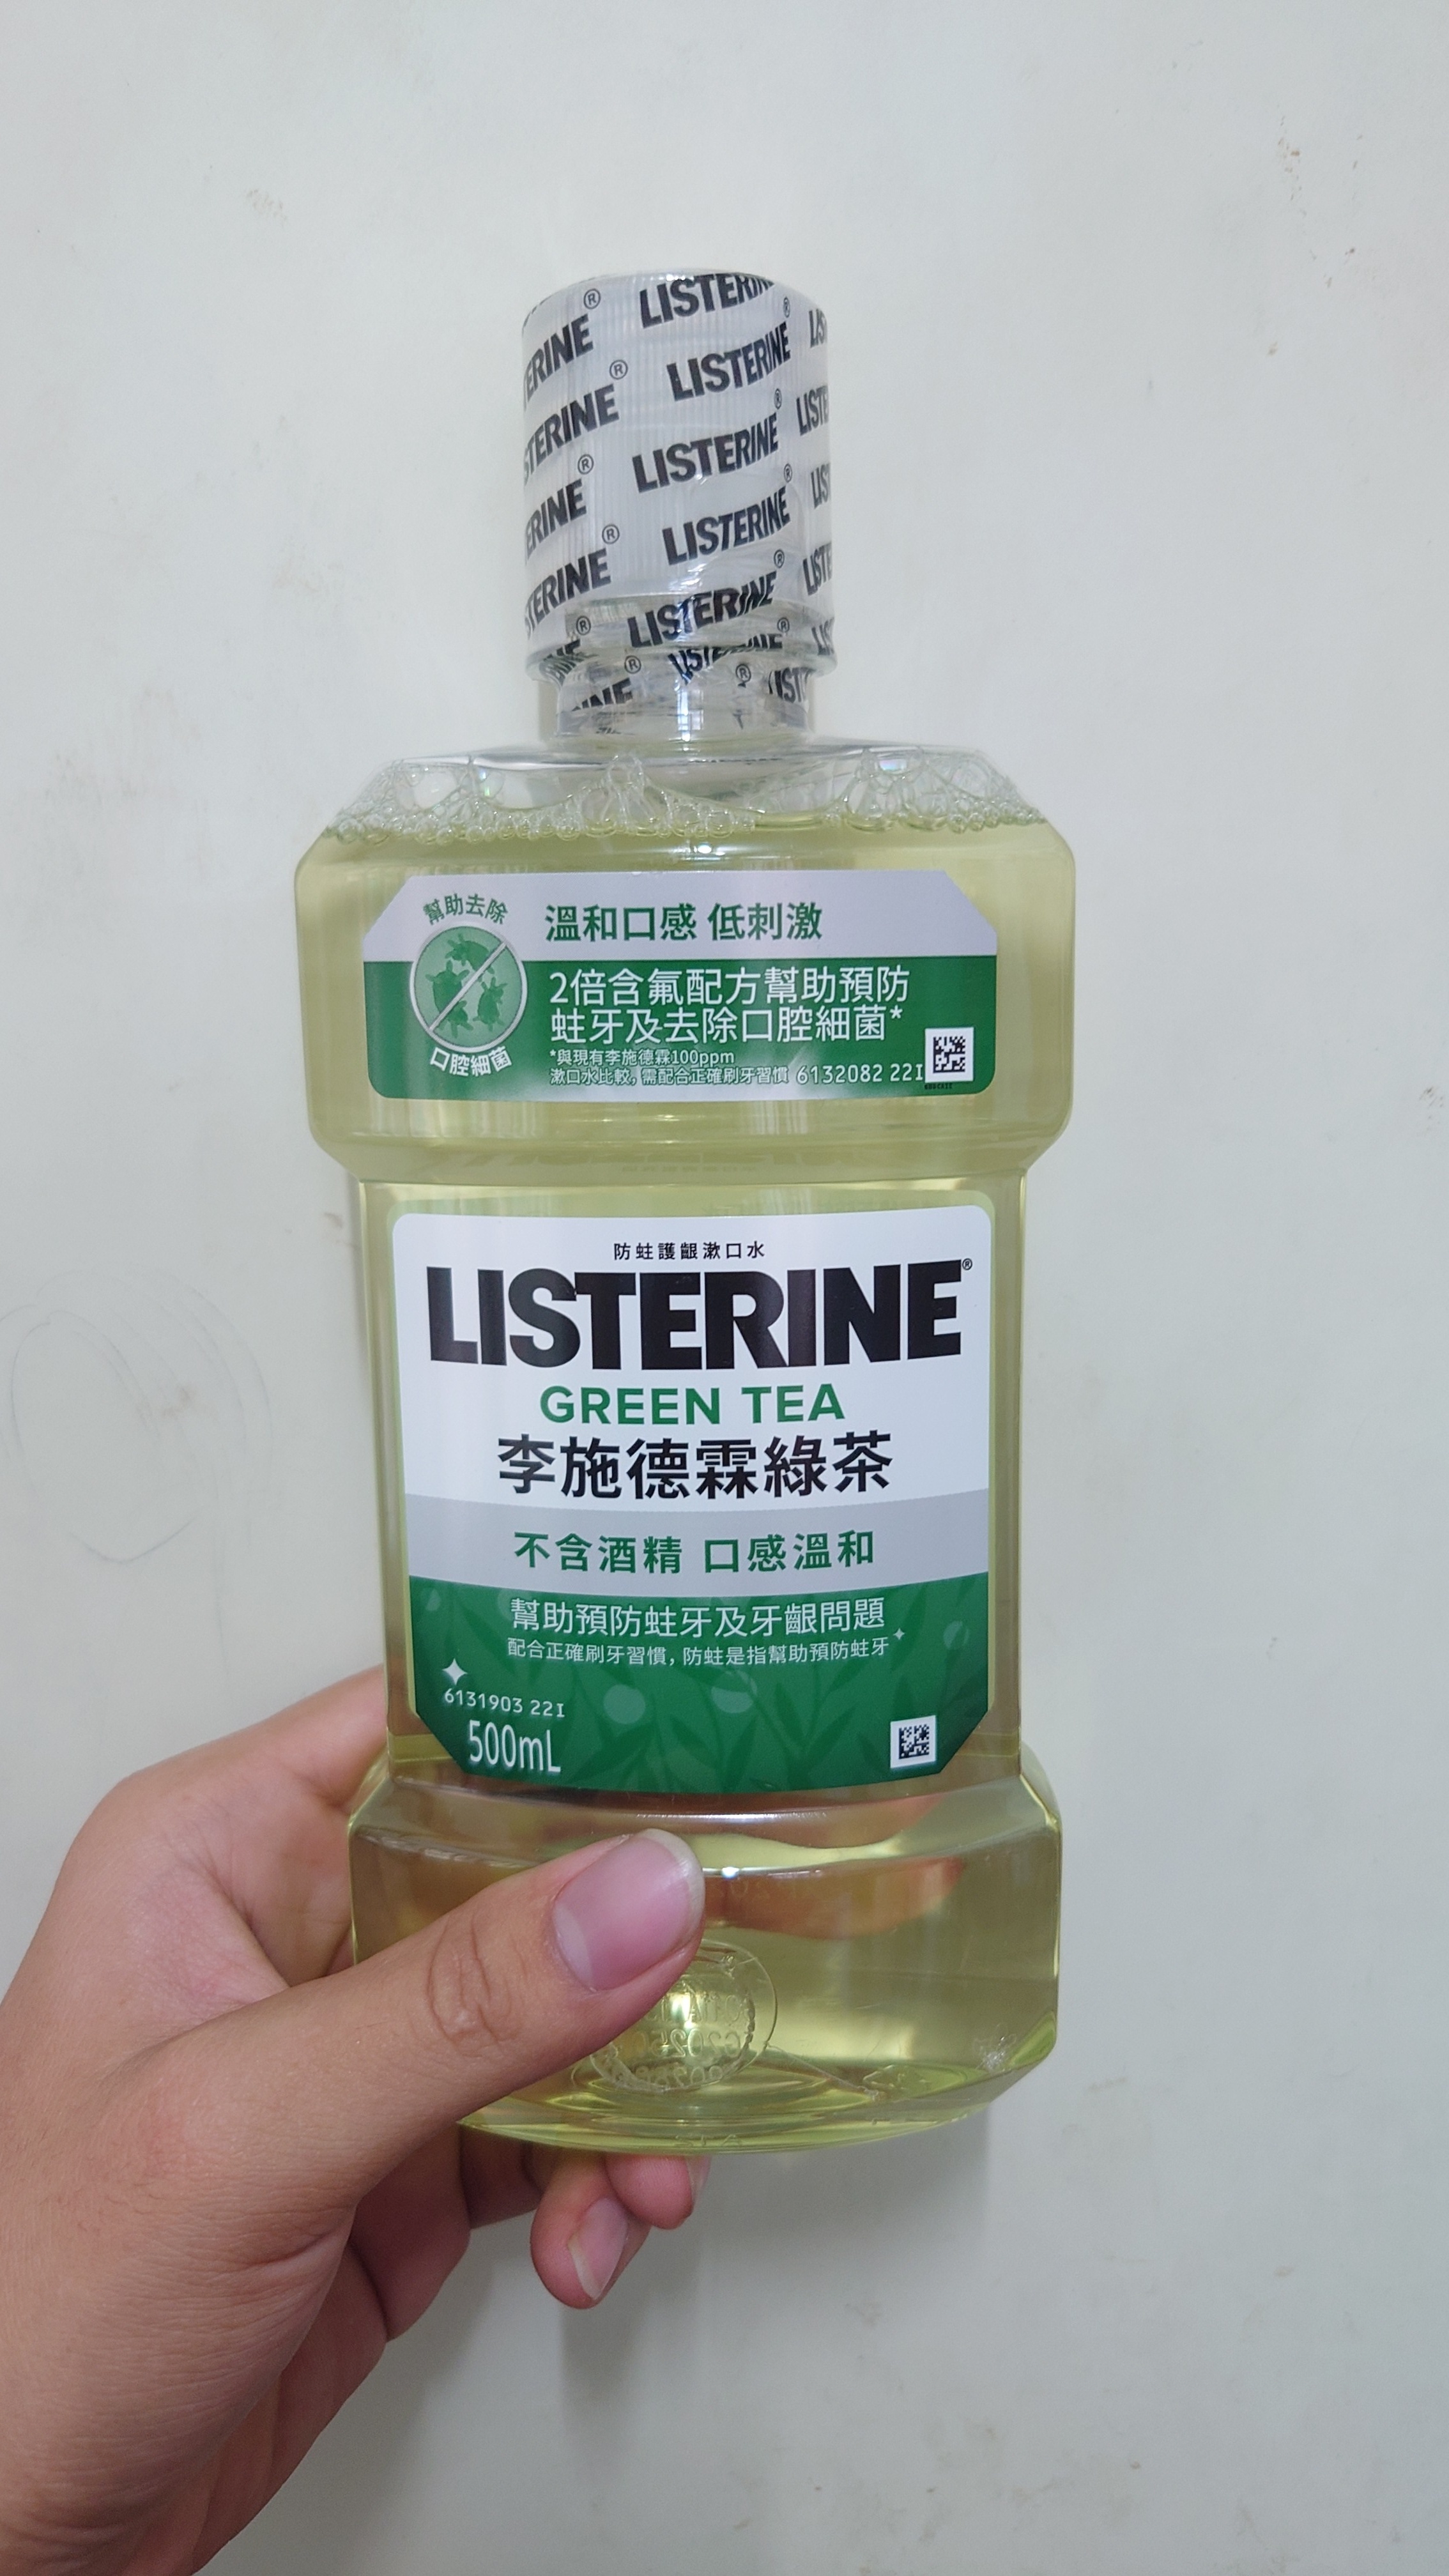 LISTERINE
LISTERINE
LISTERINE
LISTERINE
LISTERINE
幫助去除
口腔細菌
溫和口感 低刺激
2倍含氟配方幫助預防
蛀牙及去除口腔細菌*
*與現有李施德霖100ppm
漱口水比較, 需配合正確刷牙習慣 6132082 22I
防蛀護齦漱口水
LISTERINE®
GREEN TEA
李施德霖綠茶
不含酒精 口感溫和
幫助預防蛀牙及牙齦問題
配合正確刷牙習慣, 防蛀是指幫助預防蛀牙
6131903 22I
500mL